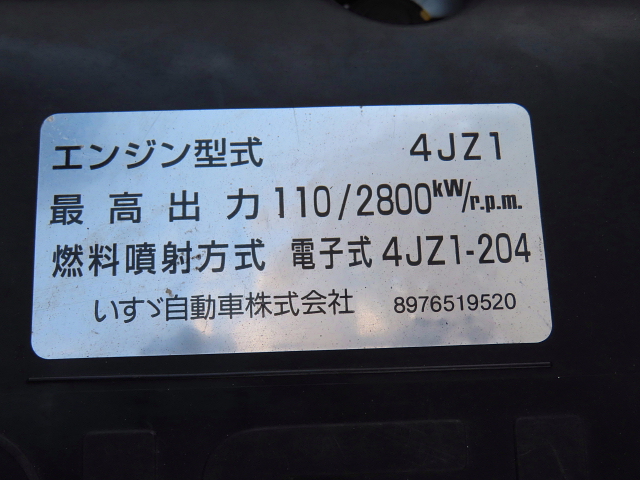 エンジン型式 4JZ1
最高出力 110/2800kW/r.p.m.
燃料噴射方式 電子式 4JZ1-204
いすゞ自動車株式会社 8976519520